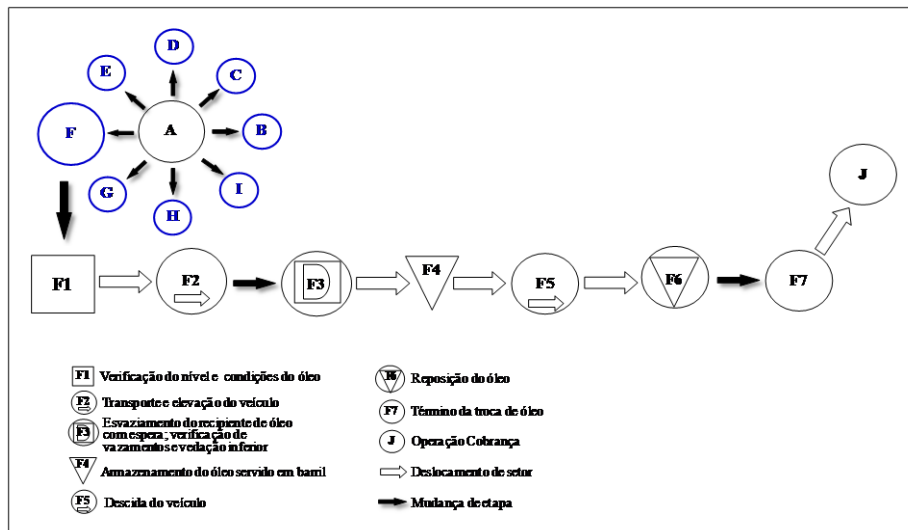 D
E
C
F
A
B
G
I
H
J
F1
F2
F3
F4
F5
F6
F7
F1 Verificação do nível e condições do óleo
F2 Transporte e elevação do veículo
F3 Esvaziamento do recipiente de óleo
com espera; verificação de
vazamentos e vedação inferior
F4 Armazenamento do óleo servido em barril
F5 Descida do veículo
F6 Reposição do óleo
F7 Término da troca de óleo
J Operação Cobrança
Deslocamento de setor
Mudança de etapa